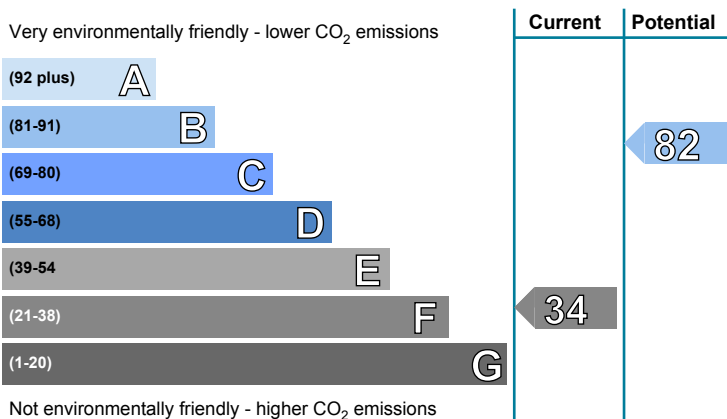 Current Potential
Very environmentally friendly - lower CO2 emissions
(92 plus) A
(81-91) B
82
(69-80) C
(55-68) D
(39-54 E
(21-38) F
34
(1-20) G
Not environmentally friendly - higher CO2 emissions